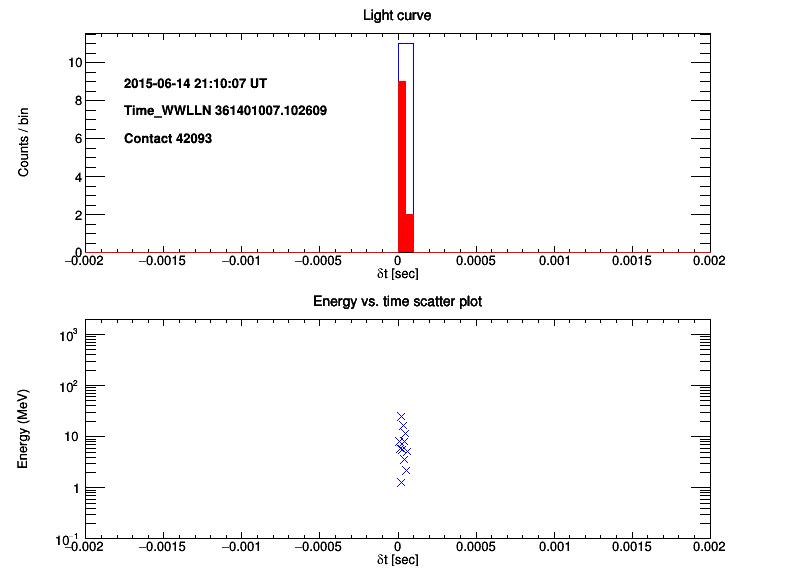 Light curve
Counts / bin
10
8
6
4
2
0
2015-06-14 21:10:07 UT
Time_WWLLN 361401007.102609
Contact 42093
−0.002 −0.0015 −0.001 −0.0005 0 0.0005 0.001 0.0015 0.002
δt [sec]
Energy vs. time scatter plot
Energy (MeV)
10³
10²
10
1
10⁻¹
−0.002 −0.0015 −0.001 −0.0005 0 0.0005 0.001 0.0015 0.002
δt [sec]